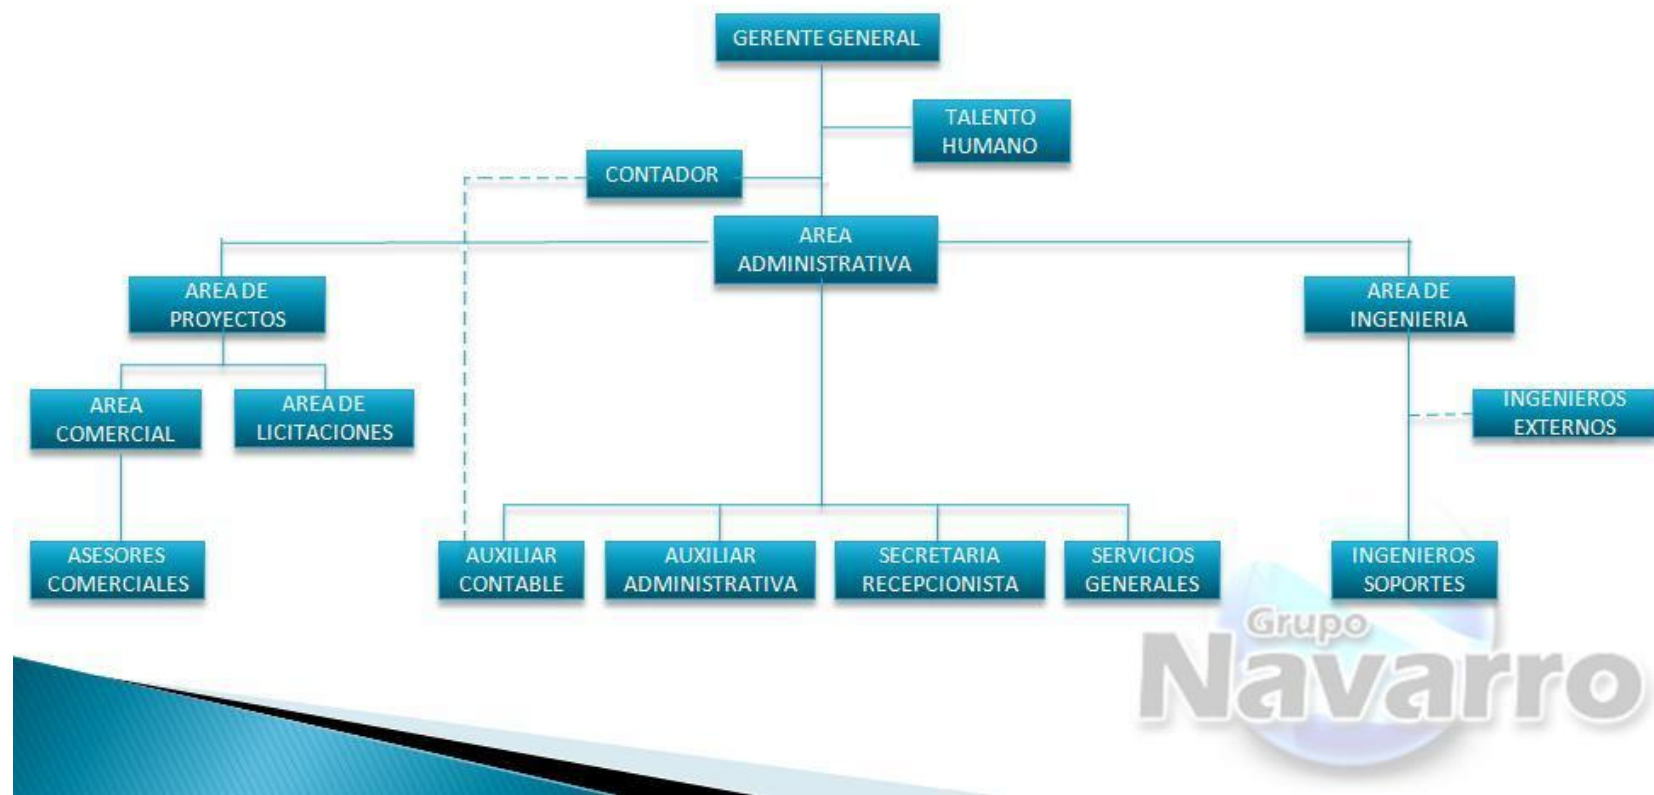 GERENTE GENERAL
TALENTO
HUMANO
CONTADOR
AREA
ADMINISTRATIVA
AREA DE
PROYECTOS
AREA DE
INGENIERIA
AREA
COMERCIAL
AREA DE
LICITACIONES
INGENIEROS
EXTERNOS
ASESORES
COMERCIALES
AUXILIAR
CONTABLE
AUXILIAR
ADMINISTRATIVA
SECRETARIA
RECEPCIONISTA
SERVICIOS
GENERALES
INGENIEROS
SOPORTES
Grupo
Navarro